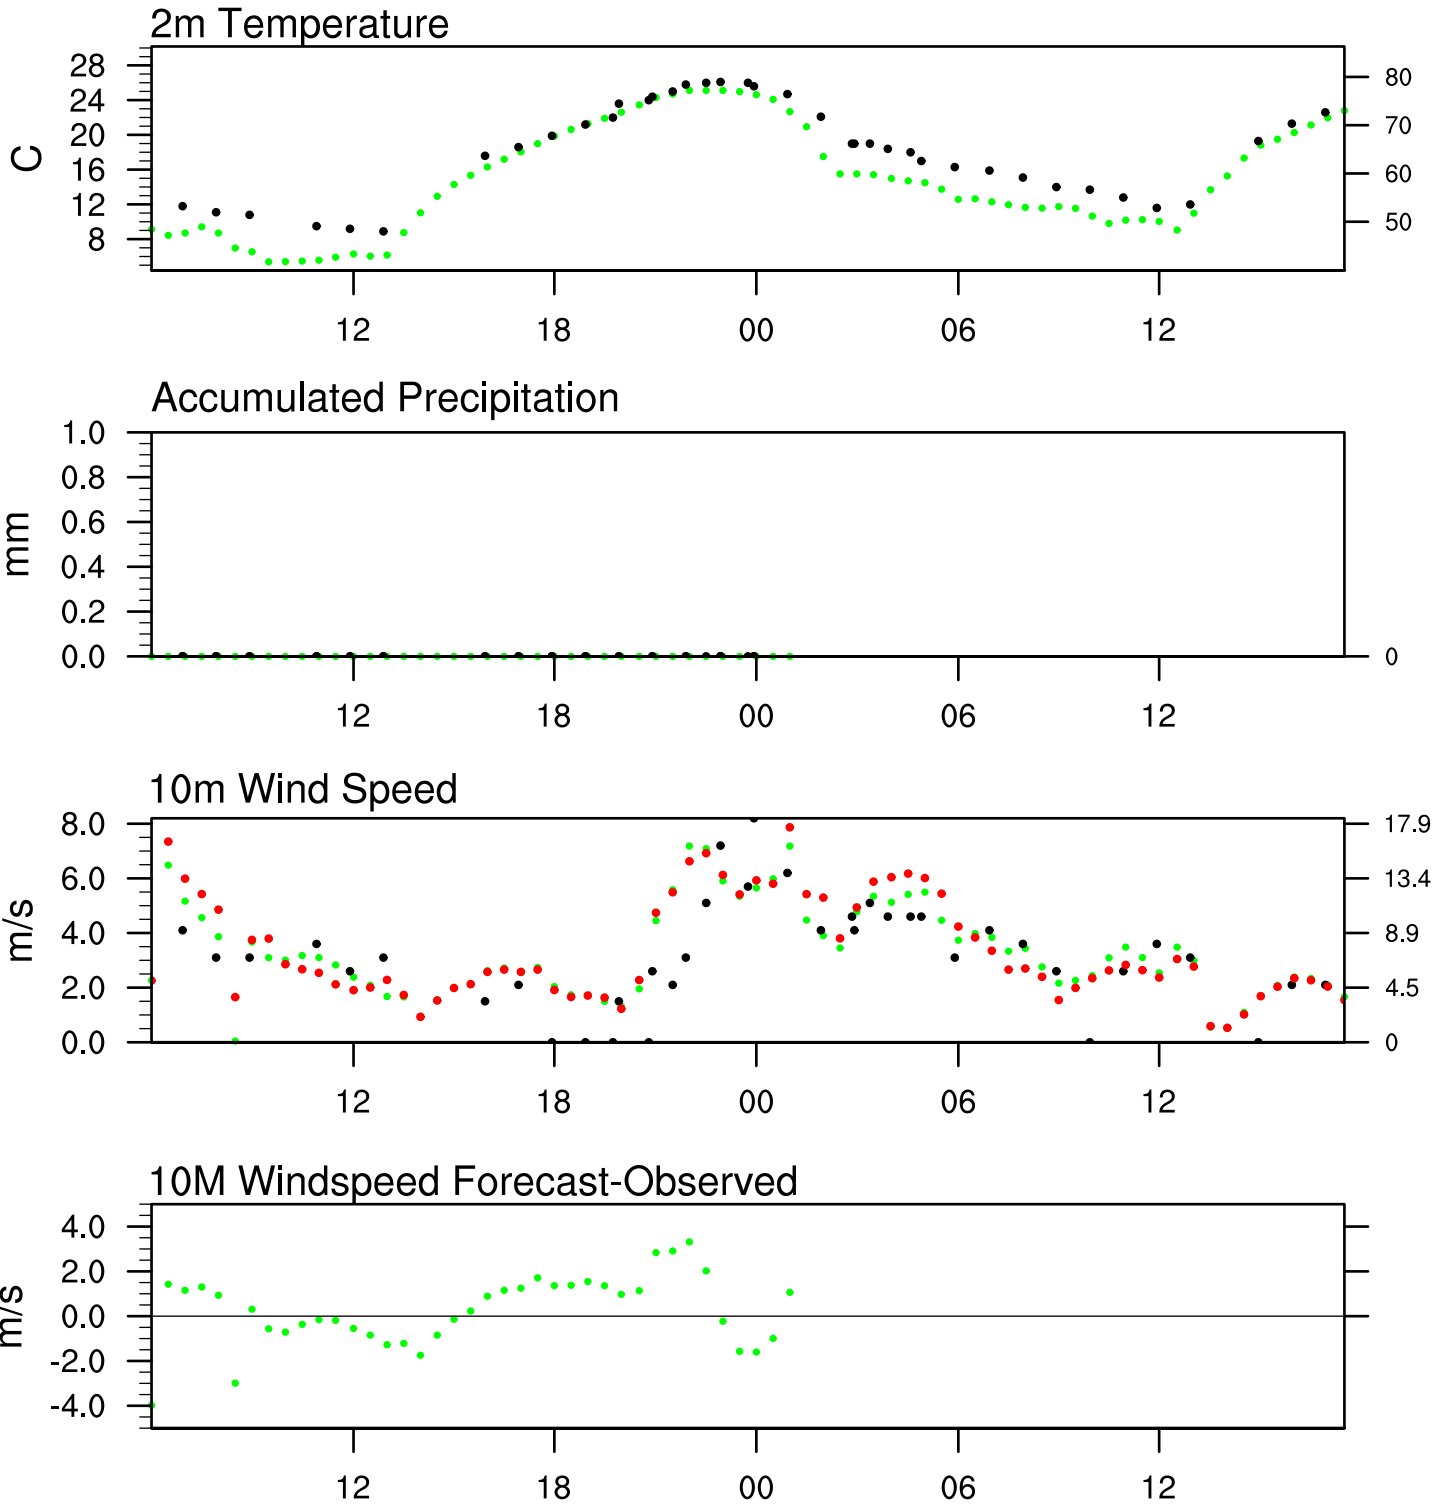 2m Temperature
28
24
20
16
12
8
C
80
70
60
50
12 18 00 06 12
Accumulated Precipitation
1.0
0.8
0.6
0.4
0.2
0.0
mm
0
12 18 00 06 12
10m Wind Speed
8.0
6.0
4.0
2.0
0.0
m/s
17.9
13.4
8.9
4.5
0
12 18 00 06 12
10M Windspeed Forecast-Observed
4.0
2.0
0.0
-2.0
-4.0
m/s
12 18 00 06 12